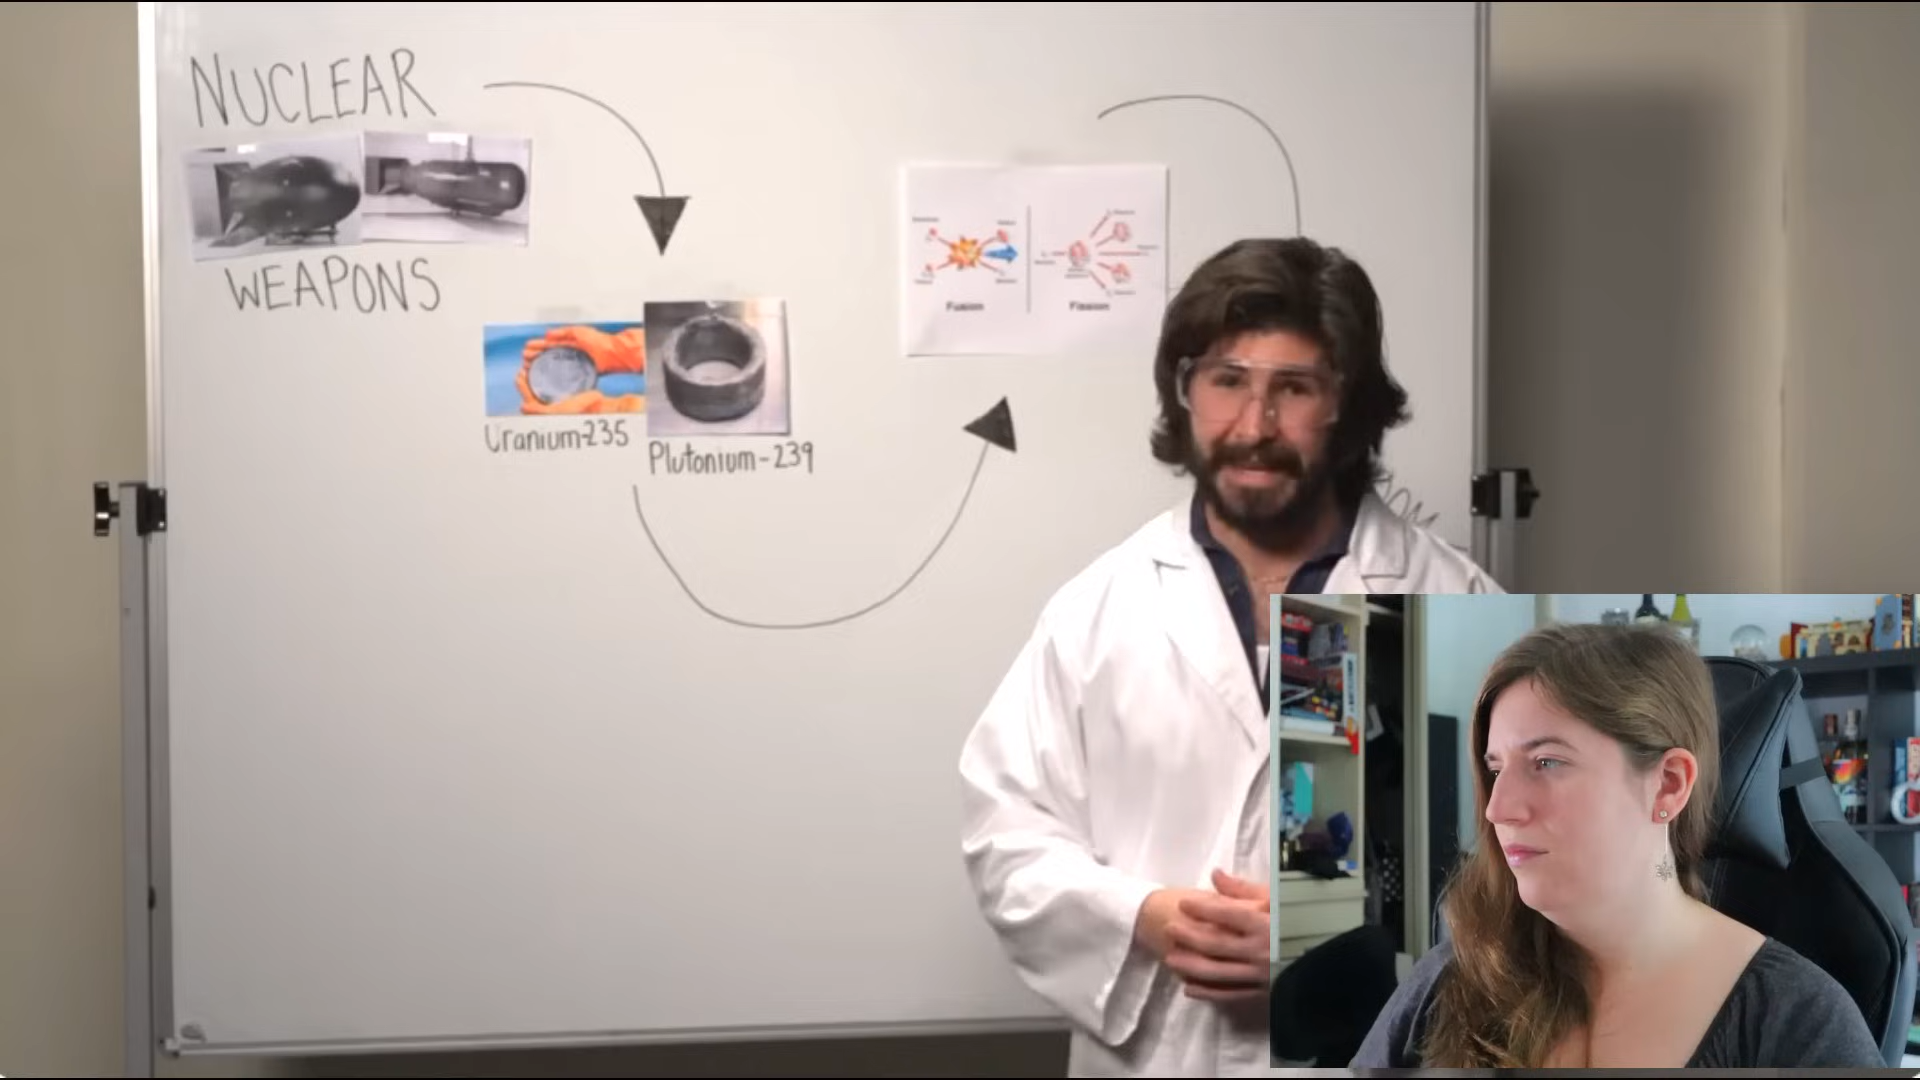 NUCLEAR
WEAPONS
Uranium-235
Plutonium-239
Fusion
Fission